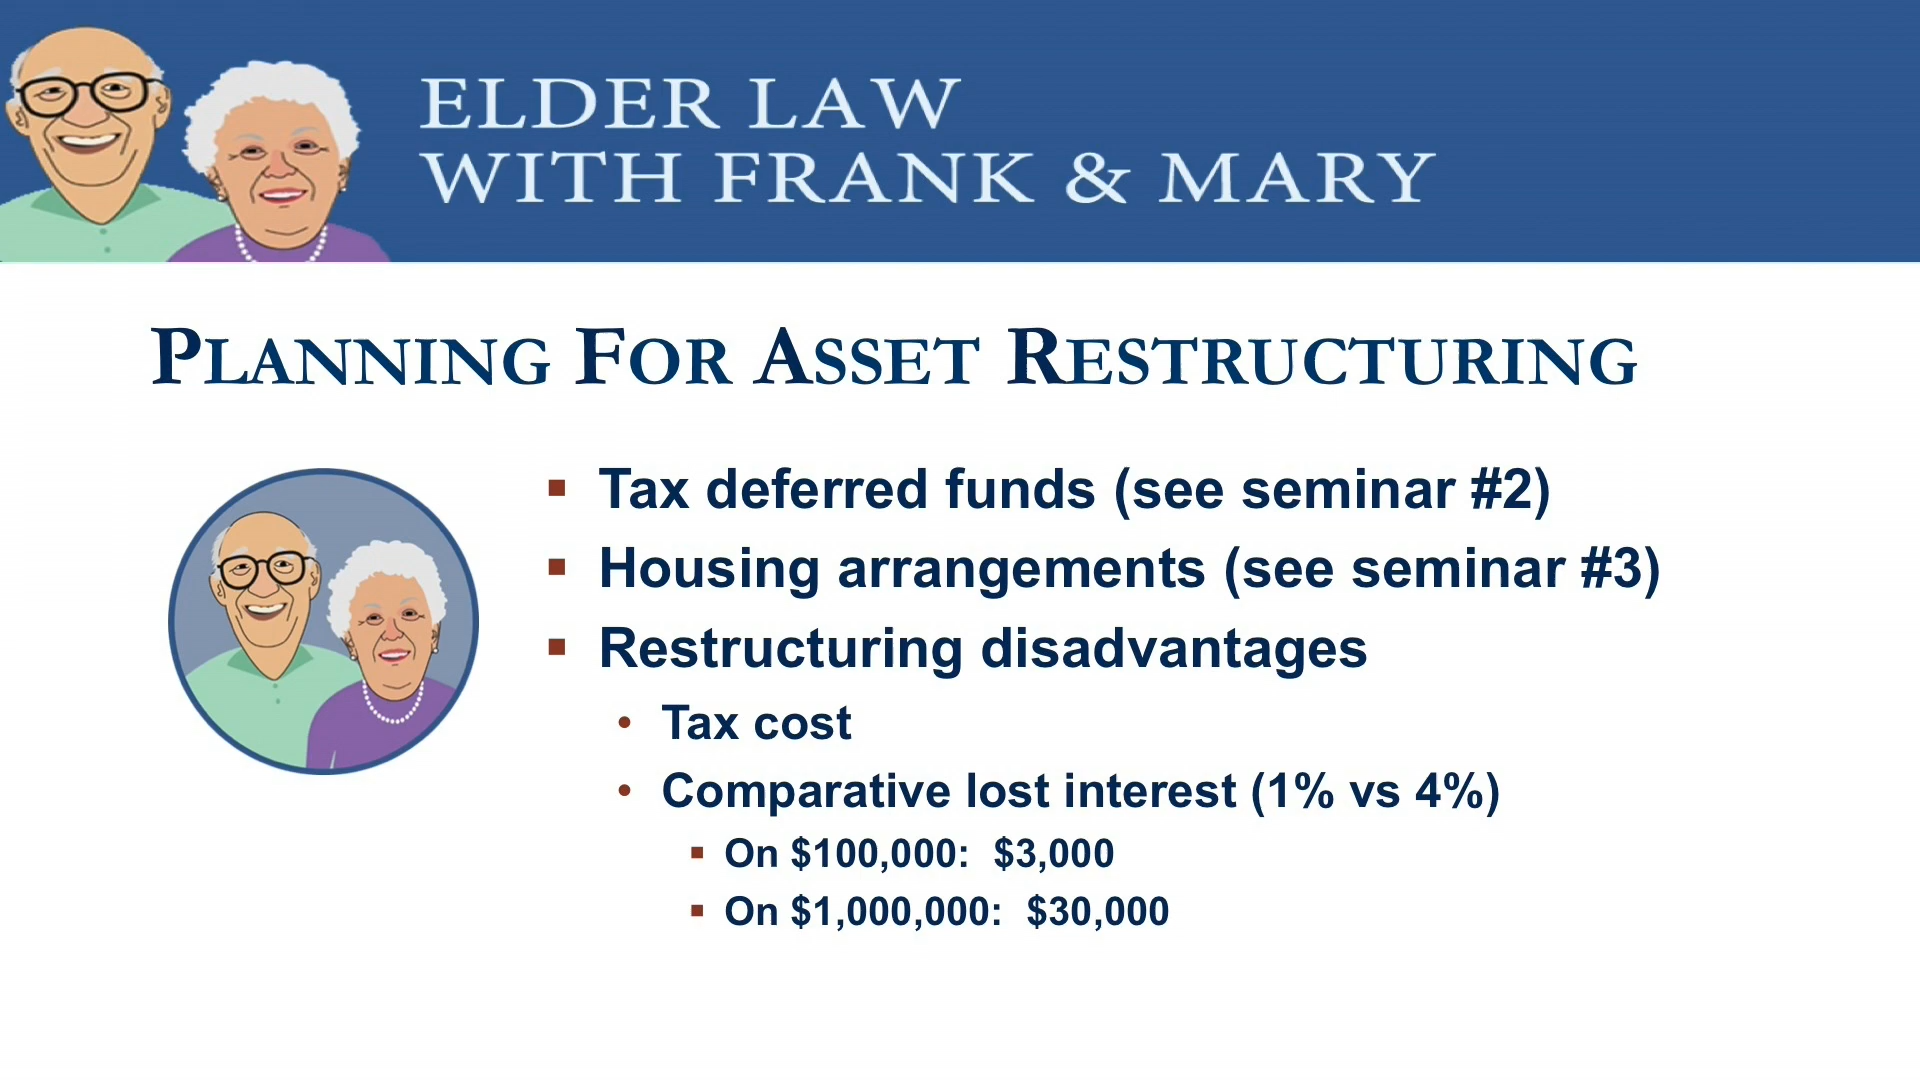 ELDER LAW
WITH FRANK & MARY
PLANNING FOR ASSET RESTRUCTURING
▪ Tax deferred funds (see seminar #2)
▪ Housing arrangements (see seminar #3)
▪ Restructuring disadvantages
• Tax cost
• Comparative lost interest (1% vs 4%)
▪ On $100,000: $3,000
▪ On $1,000,000: $30,000